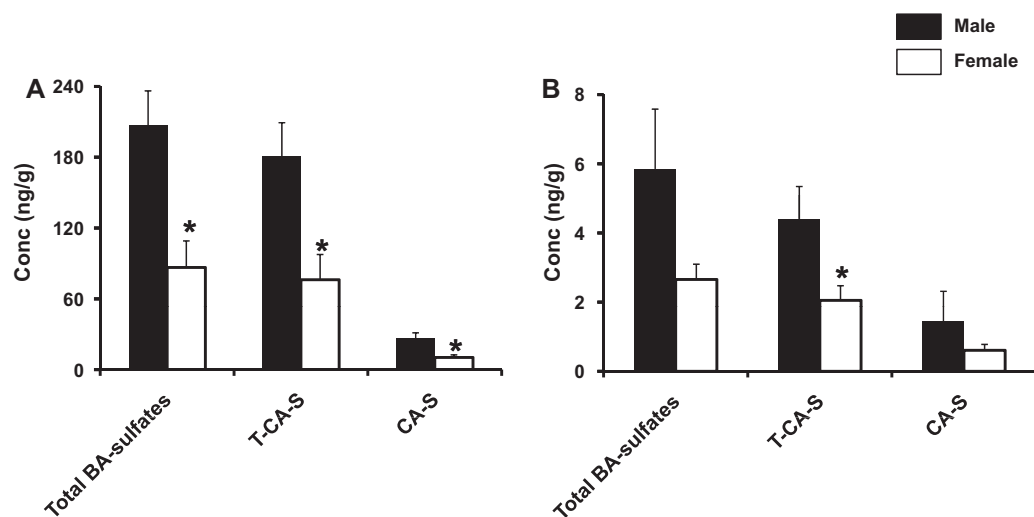 Male
Female
A
240
180
120
60
0
Conc (ng/g)
*
*
*
Total BA-sulfates
T-CA-S
CA-S
B
8
6
4
2
0
Conc (ng/g)
*
Total BA-sulfates
T-CA-S
CA-S